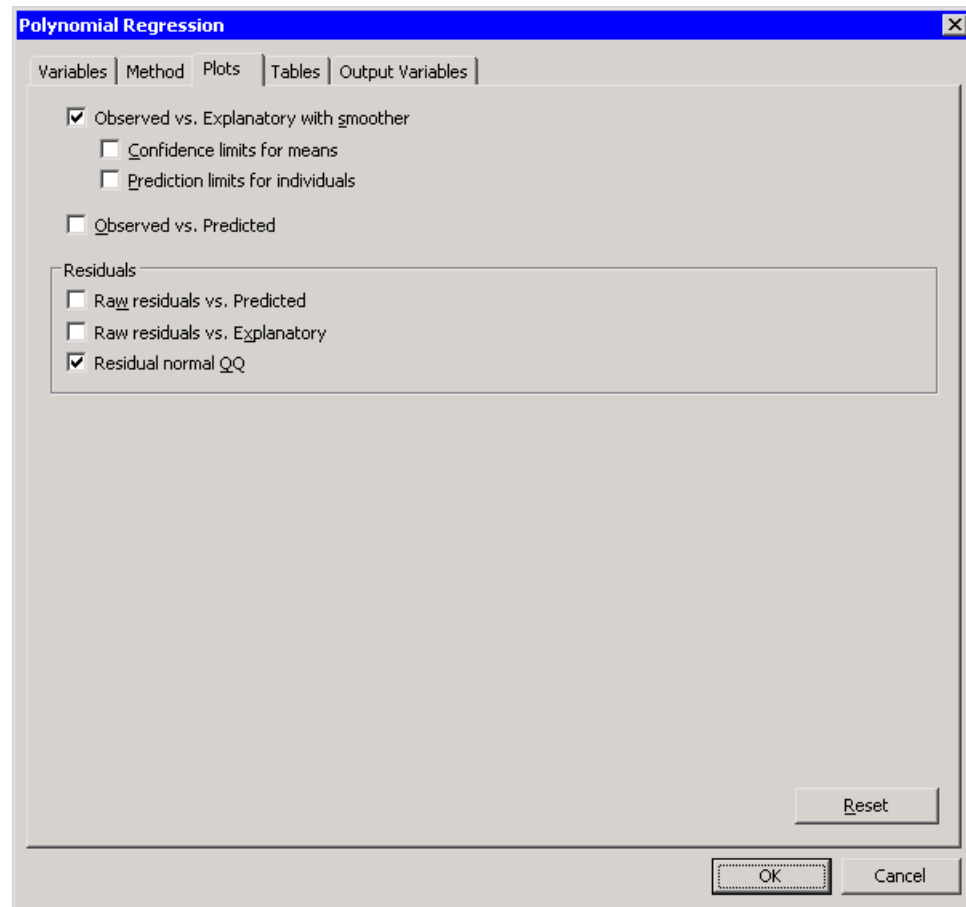 Polynomial Regression
Variables Method Plots Tables Output Variables
Observed vs. Explanatory with smoother
Confidence limits for means
Prediction limits for individuals
Observed vs. Predicted
Residuals
Raw residuals vs. Predicted
Raw residuals vs. Explanatory
Residual normal QQ
Reset
OK Cancel